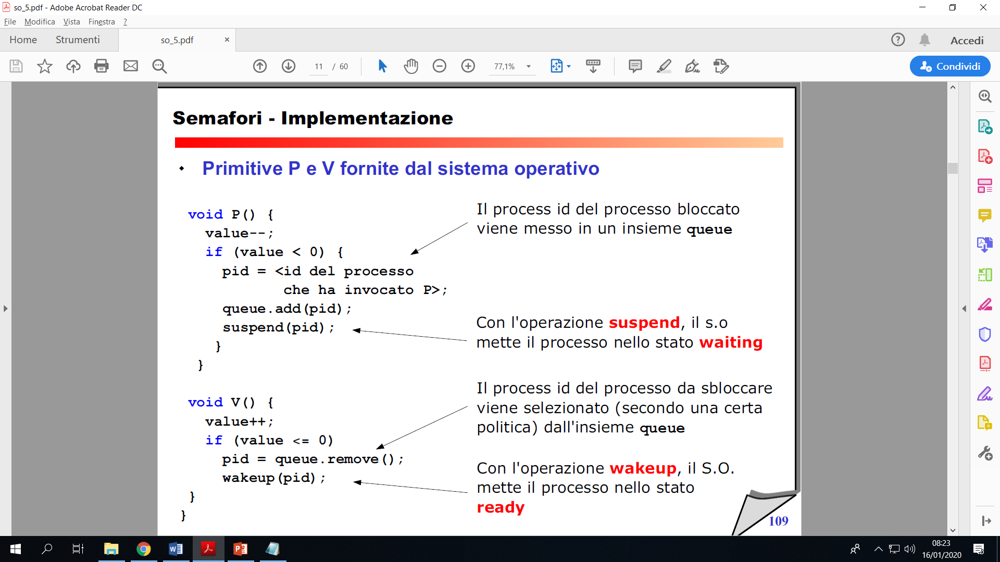 so_5.pdf - Adobe Acrobat Reader DC
File Modifica Vista Finestra ?
Home Strumenti so_5.pdf × Accedi
11 / 60 77,1% Condividi
Semafori - Implementazione
Primitive P e V fornite dal sistema operativo
void P() {
value--;
if (value < 0) {
pid = <id del processo
che ha invocato P>;
queue.add(pid);
suspend(pid);
}
}
Il process id del processo bloccato
viene messo in un insieme queue
Con l'operazione suspend, il s.o
mette il processo nello stato waiting
void V() {
value++;
if (value <= 0)
pid = queue.remove();
wakeup(pid);
}
}
Il process id del processo da sbloccare
viene selezionato (secondo una certa
politica) dall'insieme queue
Con l'operazione wakeup, il S.O.
mette il processo nello stato
ready
109
08:23
16/01/2020